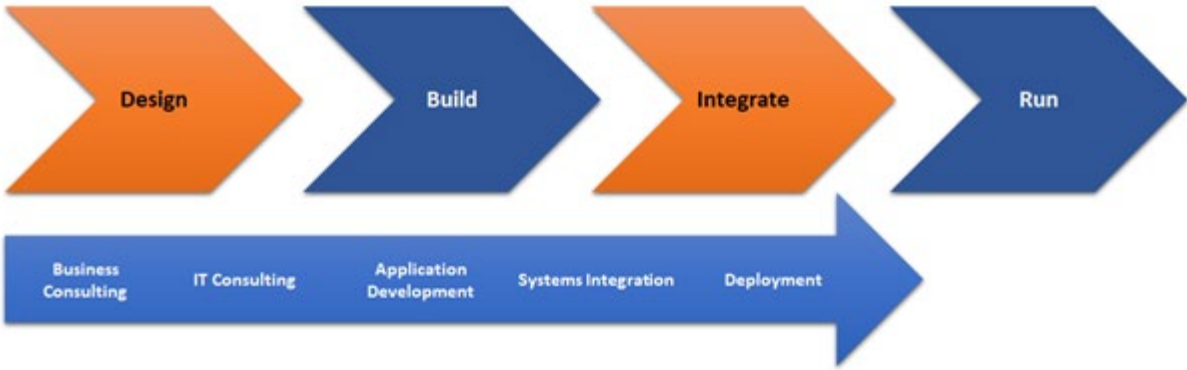 Design
Build
Integrate
Run
Business
Consulting
IT Consulting
Application
Development
Systems Integration
Deployment